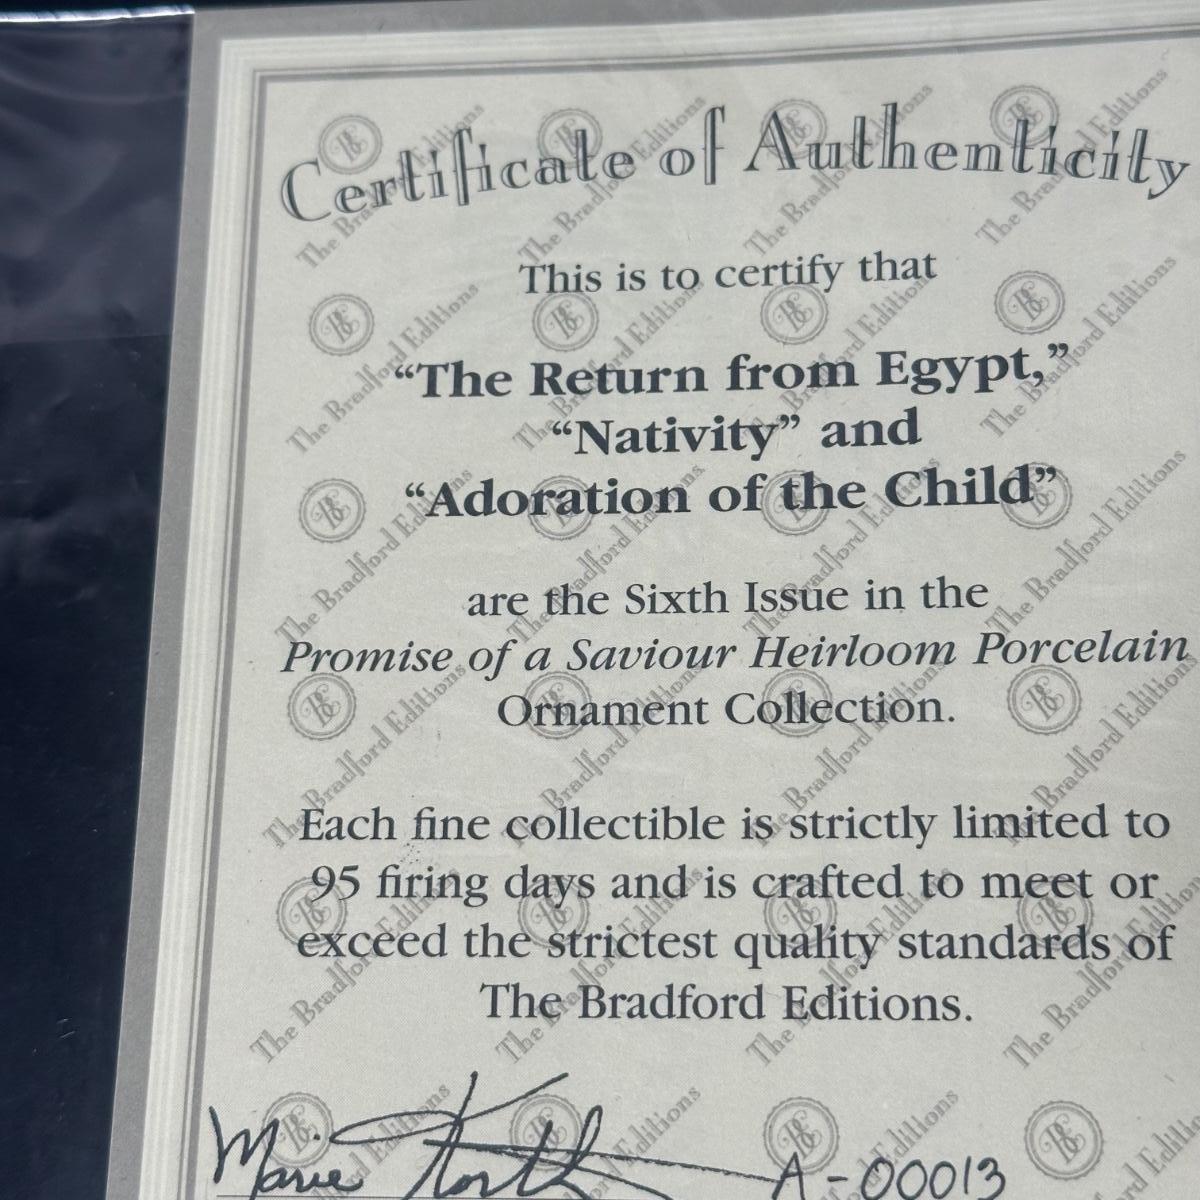 Certificate of Authenticity
This is to certify that
“The Return from Egypt,”
“Nativity” and
“Adoration of the Child”
are the Sixth Issue in the
Promise of a Saviour Heirloom Porcelain
Ornament Collection.
Each fine collectible is strictly limited to
95 firing days and is crafted to meet or
exceed the strictest quality standards of
The Bradford Editions.
Marie A-00013